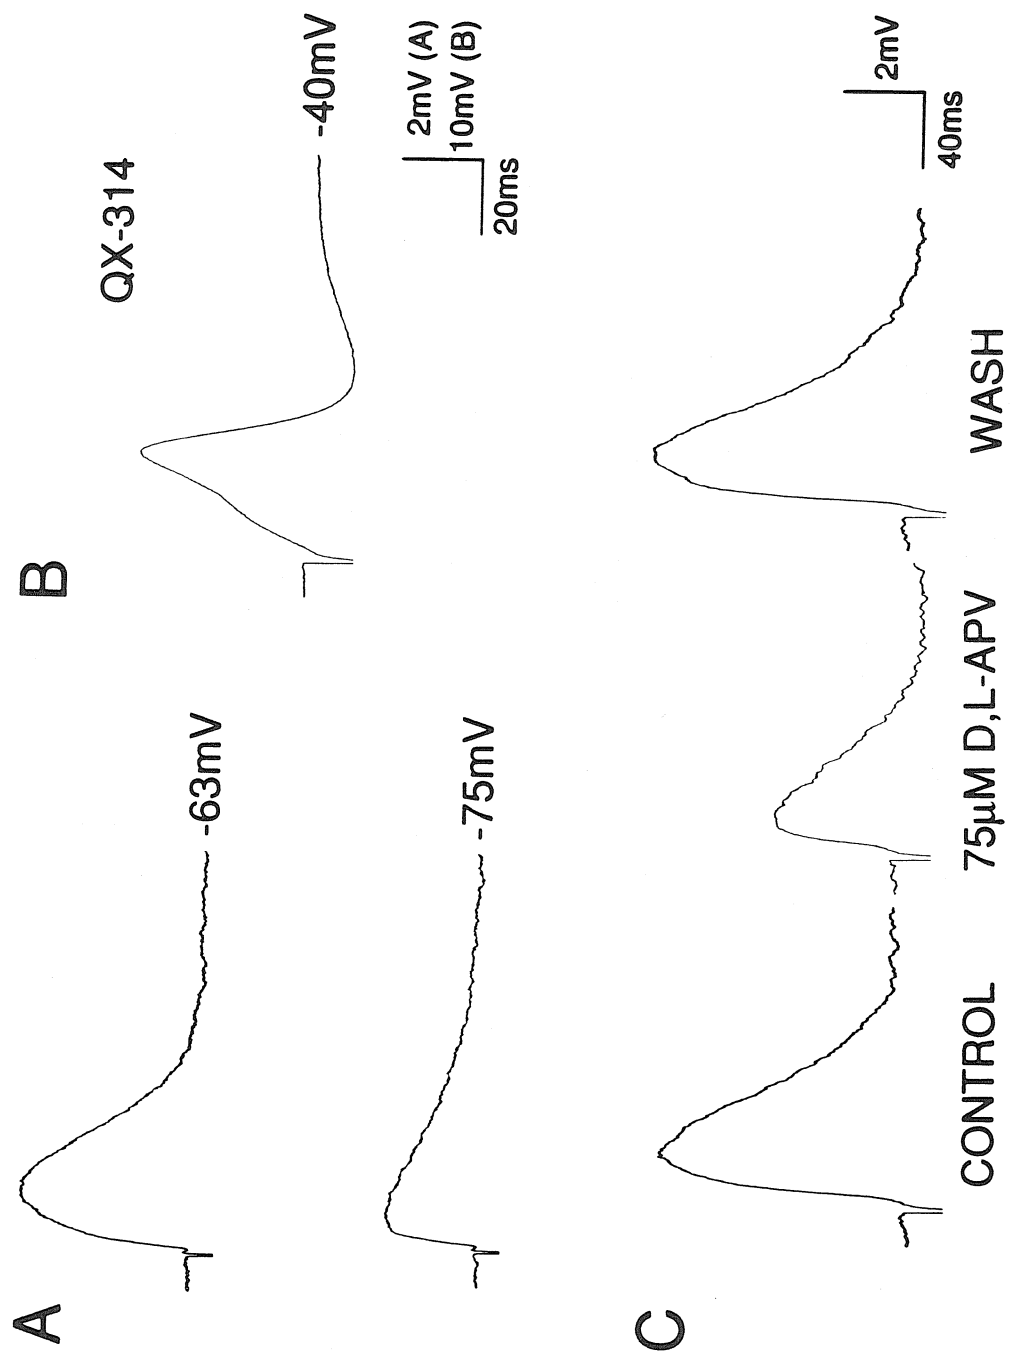 A
-63mV
-75mV
B
QX-314
-40mV
2mV (A)
10mV (B)
20ms
C
CONTROL
75µM D,L-APV
WASH
2mV
40ms